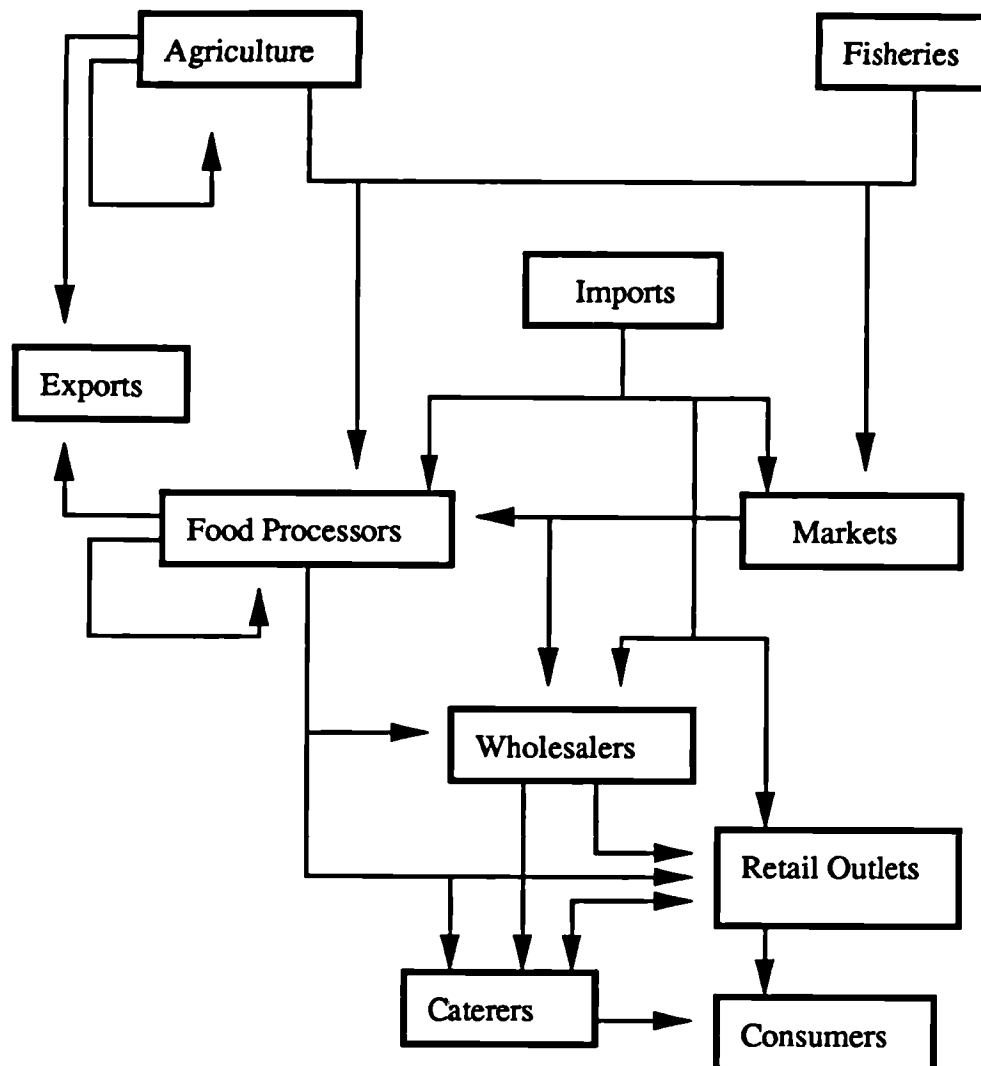 Agriculture
Fisheries
Imports
Exports
Food Processors
Markets
Wholesalers
Retail Outlets
Caterers
Consumers